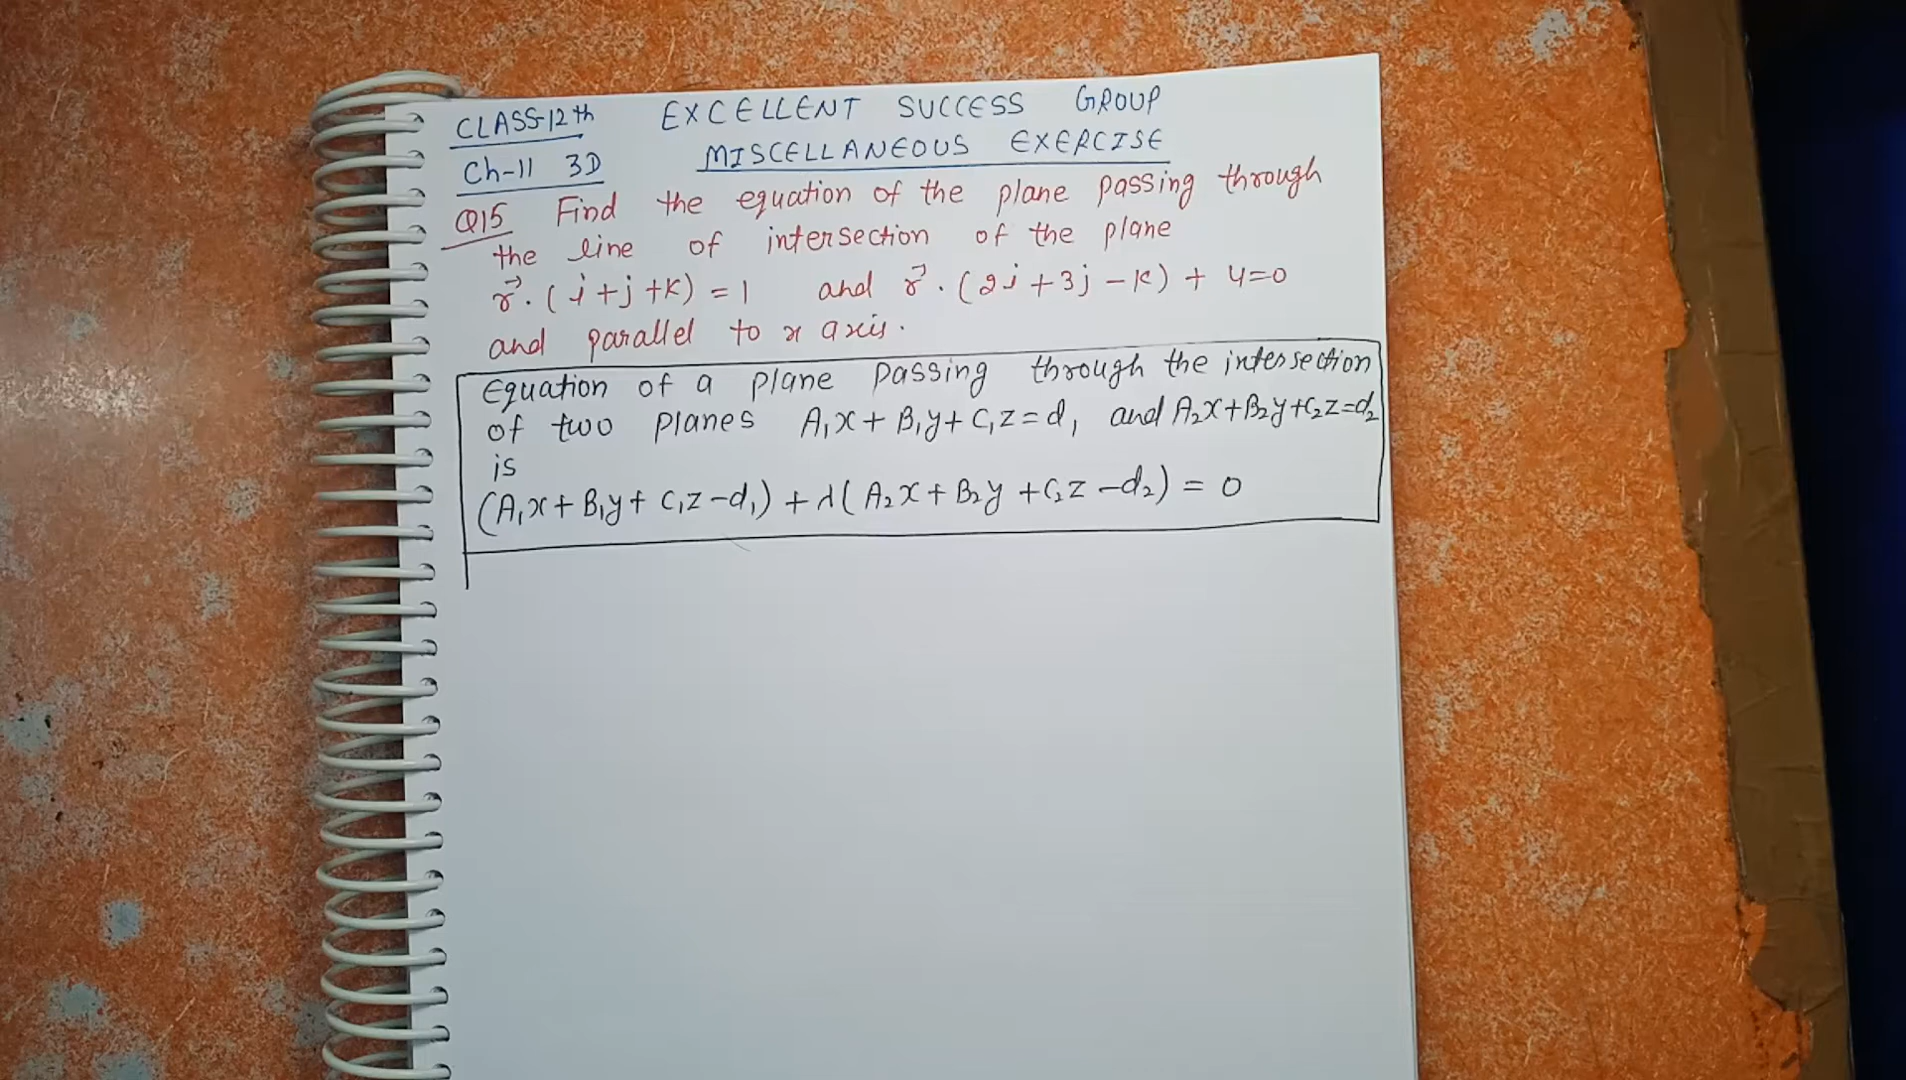 CLASS-12th EXCELLENT SUCCESS GROUP
Ch-11 3D MISCELLANEOUS EXERCISE
Q15 Find the equation of the plane passing through
the line of intersection of the plane
r⃗.(i+j+k)=1 and r⃗.(2i+3j-k)+4=0
and parallel to x axis.
Equation of a plane passing through the intersection
of two planes A₁x+B₁y+C₁z=d₁ and A₂x+B₂y+C₂z=d₂
is
(A₁x+B₁y+C₁z-d₁)+λ(A₂x+B₂y+C₂z-d₂)=0